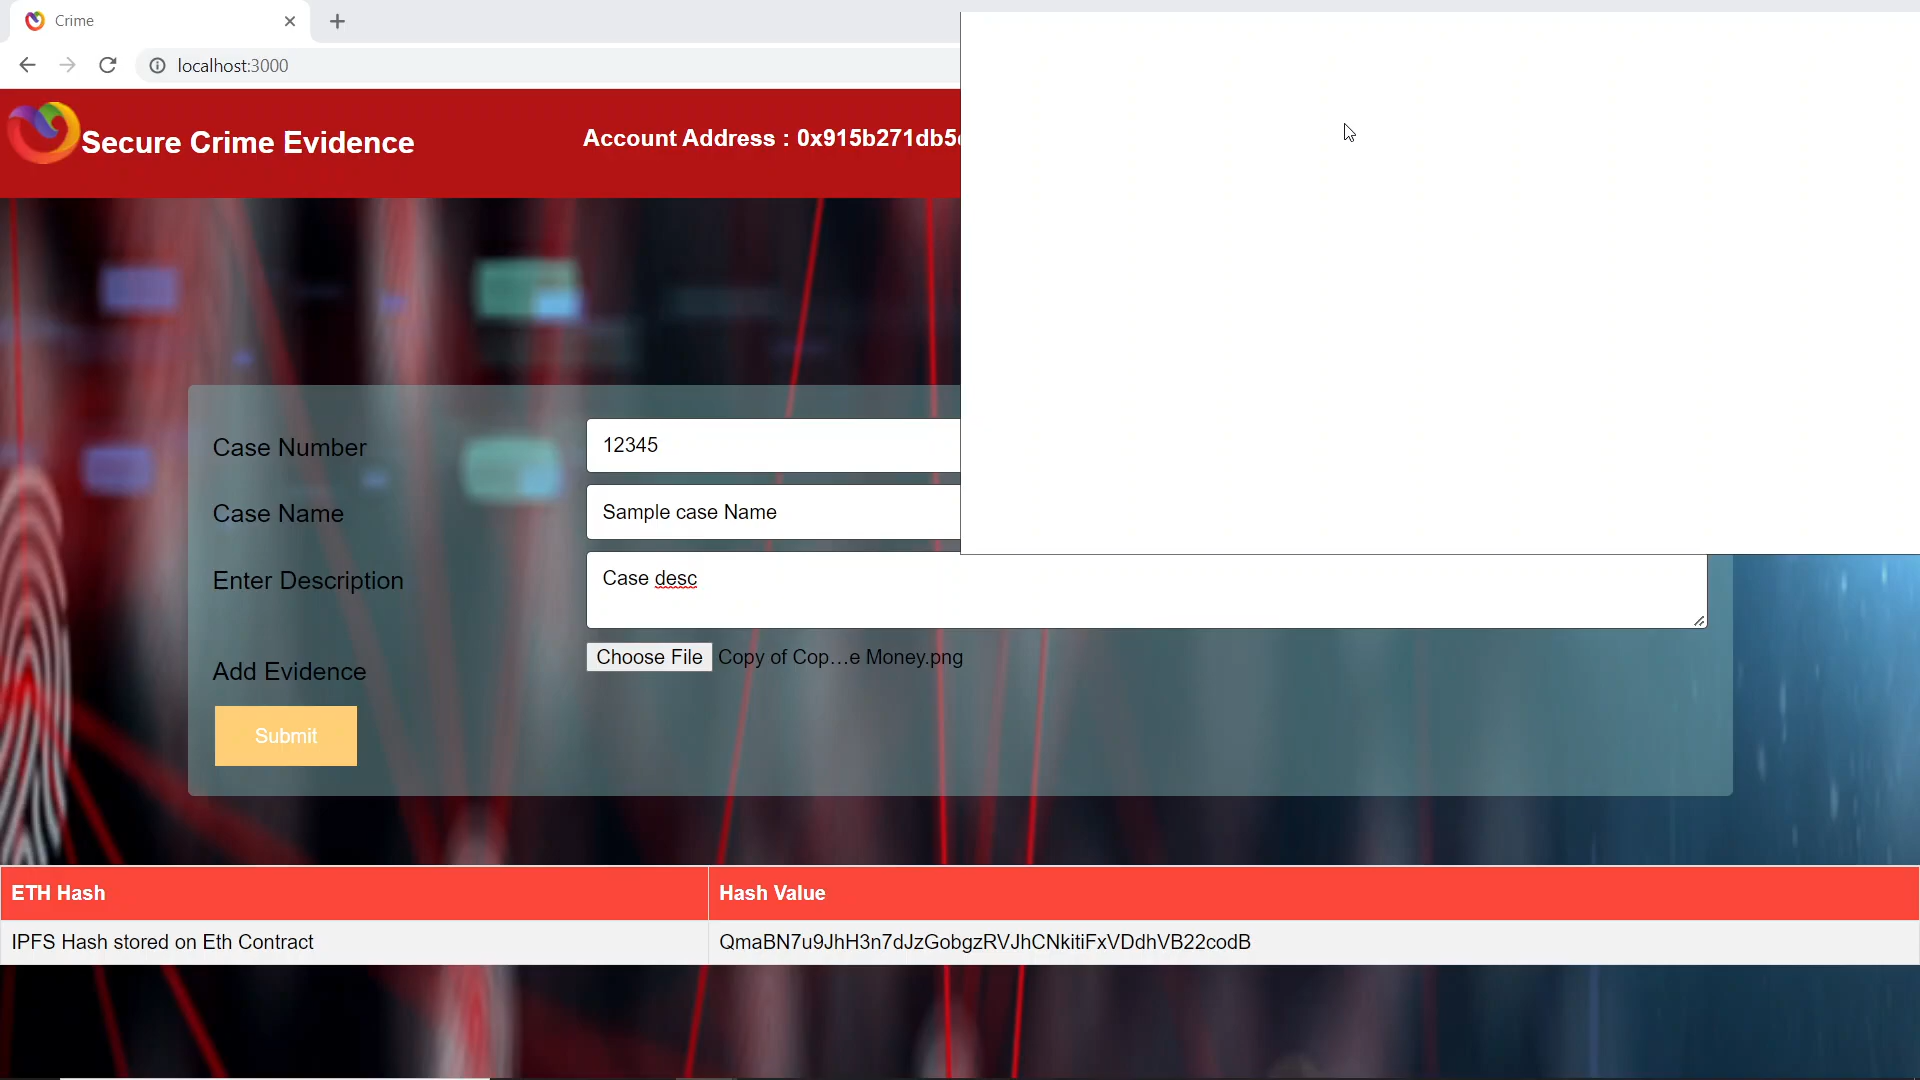 Crime
localhost:3000
Secure Crime Evidence
Account Address : 0x915b271db5
Case Number
12345
Case Name
Sample case Name
Enter Description
Case desc
Add Evidence
Choose File Copy of Cop...e Money.png
Submit
ETH Hash
Hash Value
IPFS Hash stored on Eth Contract
QmaBN7u9JhH3n7dJzGobgzRVJhCNkitiFxVDdhVB22codB